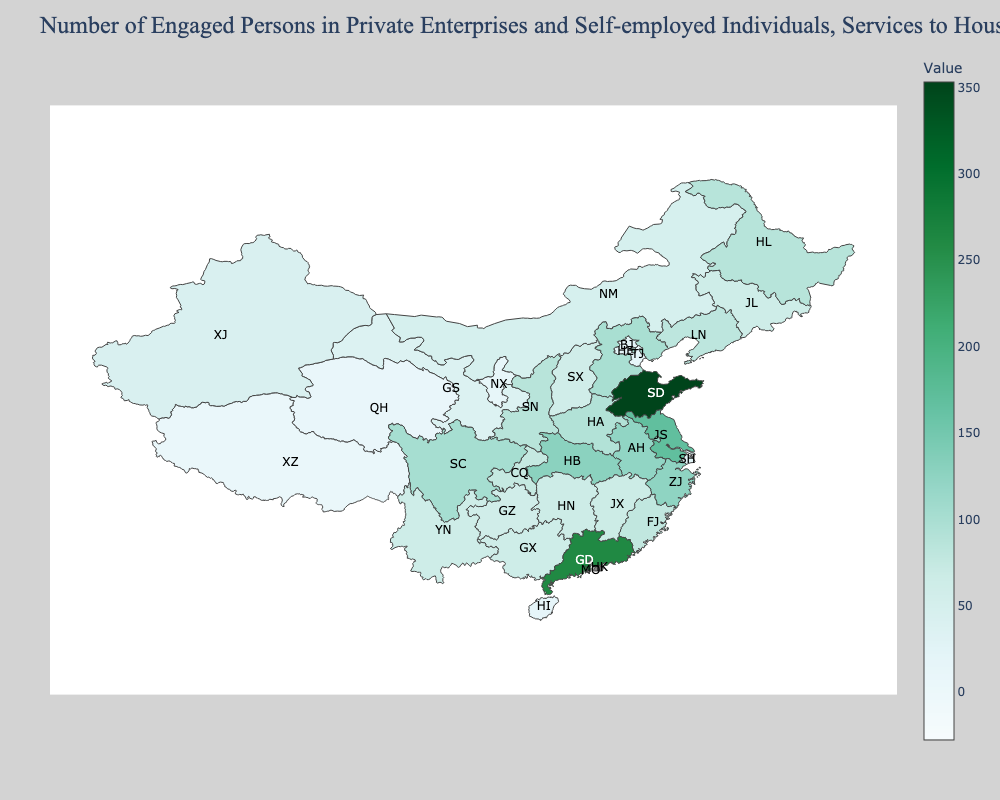 Number of Engaged Persons in Private Enterprises and Self-employed Individuals, Services to Hous
Value
350
300
250
200
150
100
50
0
HL
NM
JL
XJ
LN
BJ
HE
TJ
SX
GS
NX
SD
QH
SN
HA
JS
AH
XZ
SC
HB
SH
CQ
ZJ
GZ
HN
JX
FJ
YN
GX
GD
HK
MO
HI